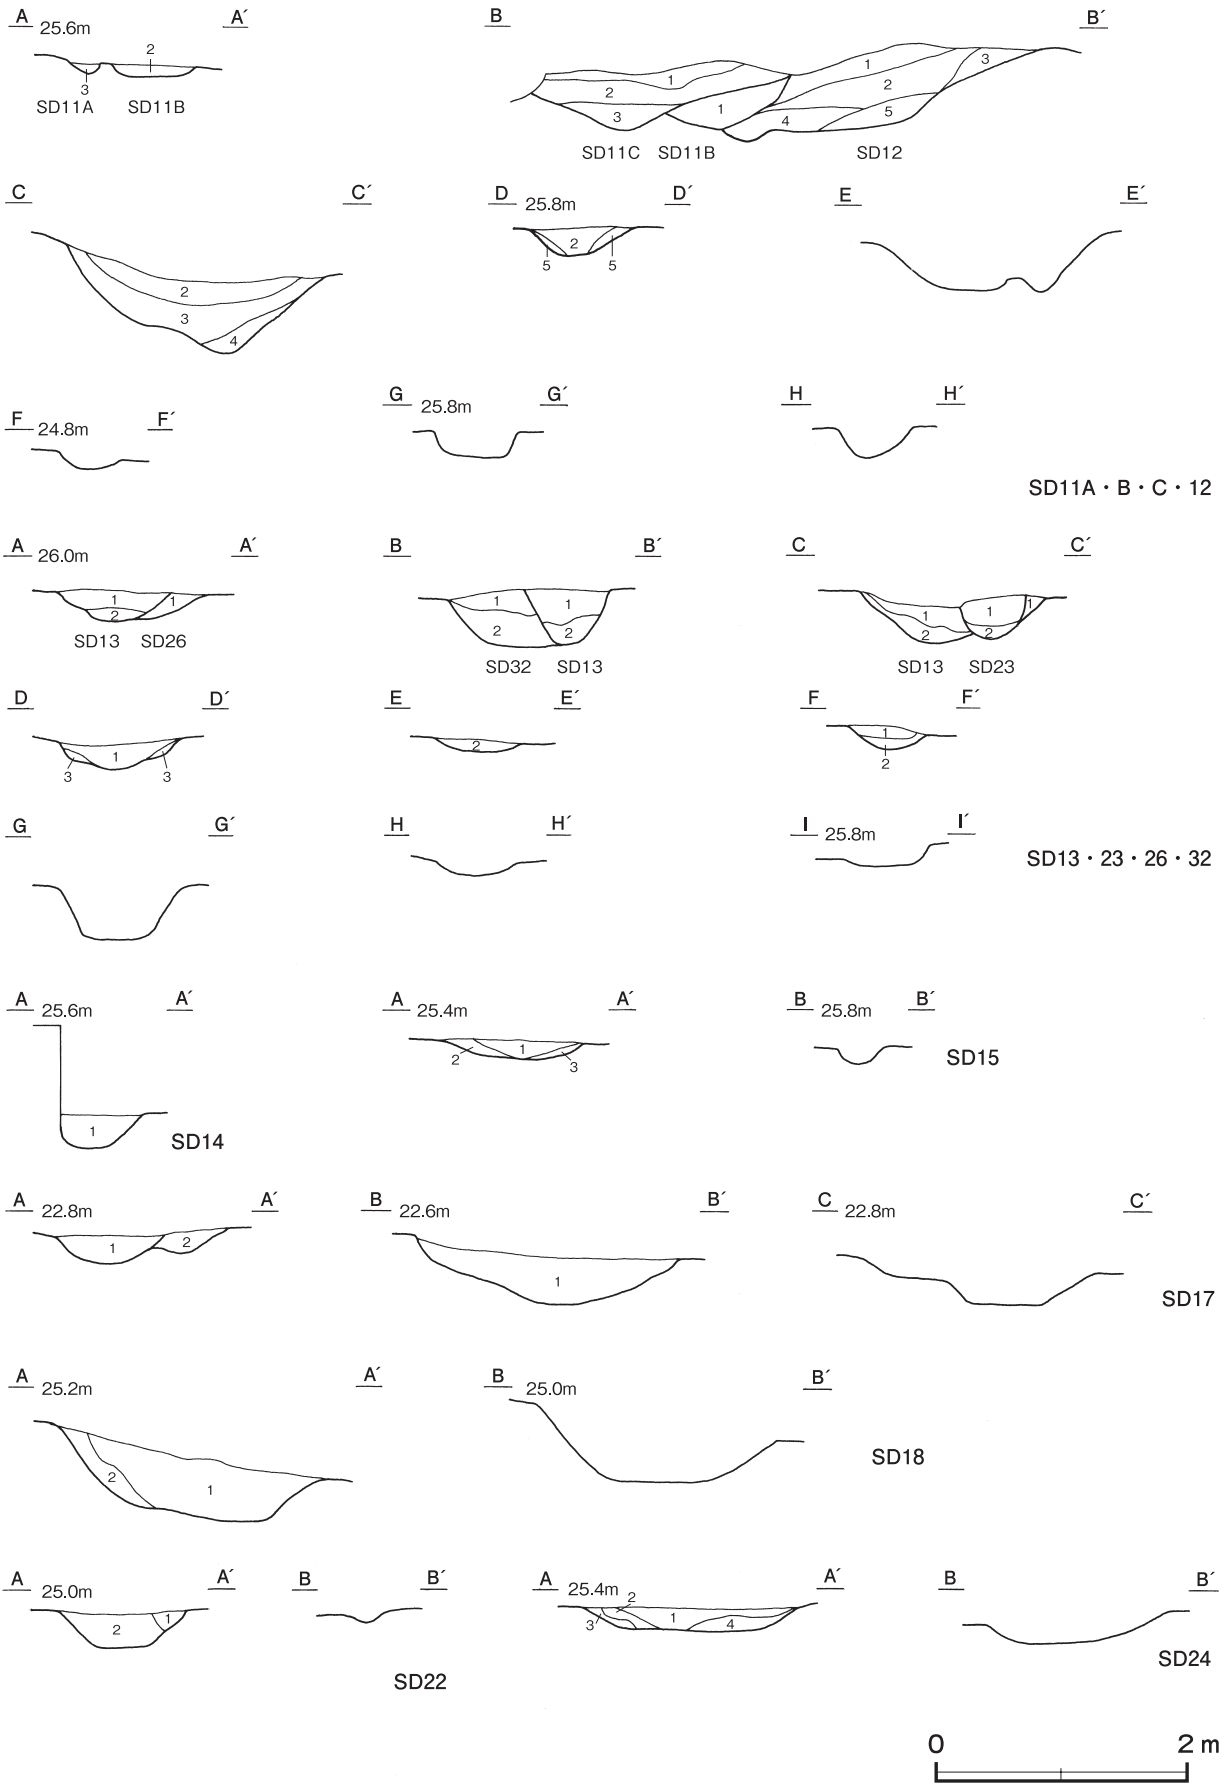 A 25.6m A´
2
3
SD11A SD11B
B B´
1 1 3
2 2
3 1 4 5
SD11C SD11B SD12
C C´
2
3
4
D 25.8m D´
2
5 5
E E´
F 24.8m F´
G 25.8m G´
H H´
SD11A・B・C・12
A 26.0m A´
1 1
2
SD13 SD26
B B´
1 1
2 2
SD32 SD13
C C´
1 1 1
2 2
SD13 SD23
D D´
1
3 3
E E´
2
F F´
1
2
G G´
H H´
I 25.8m I´
SD13・23・26・32
A 25.6m A´
1
SD14
A 25.4m A´
1
2 3
B 25.8m B´
SD15
A 22.8m A´
1 2
B 22.6m B´
1
C 22.8m C´
SD17
A 25.2m A´
2 1
B 25.0m B´
SD18
A 25.0m A´
1
2
B B´
SD22
A 25.4m A´
2
3 1 4
B B´
SD24
0 2 m